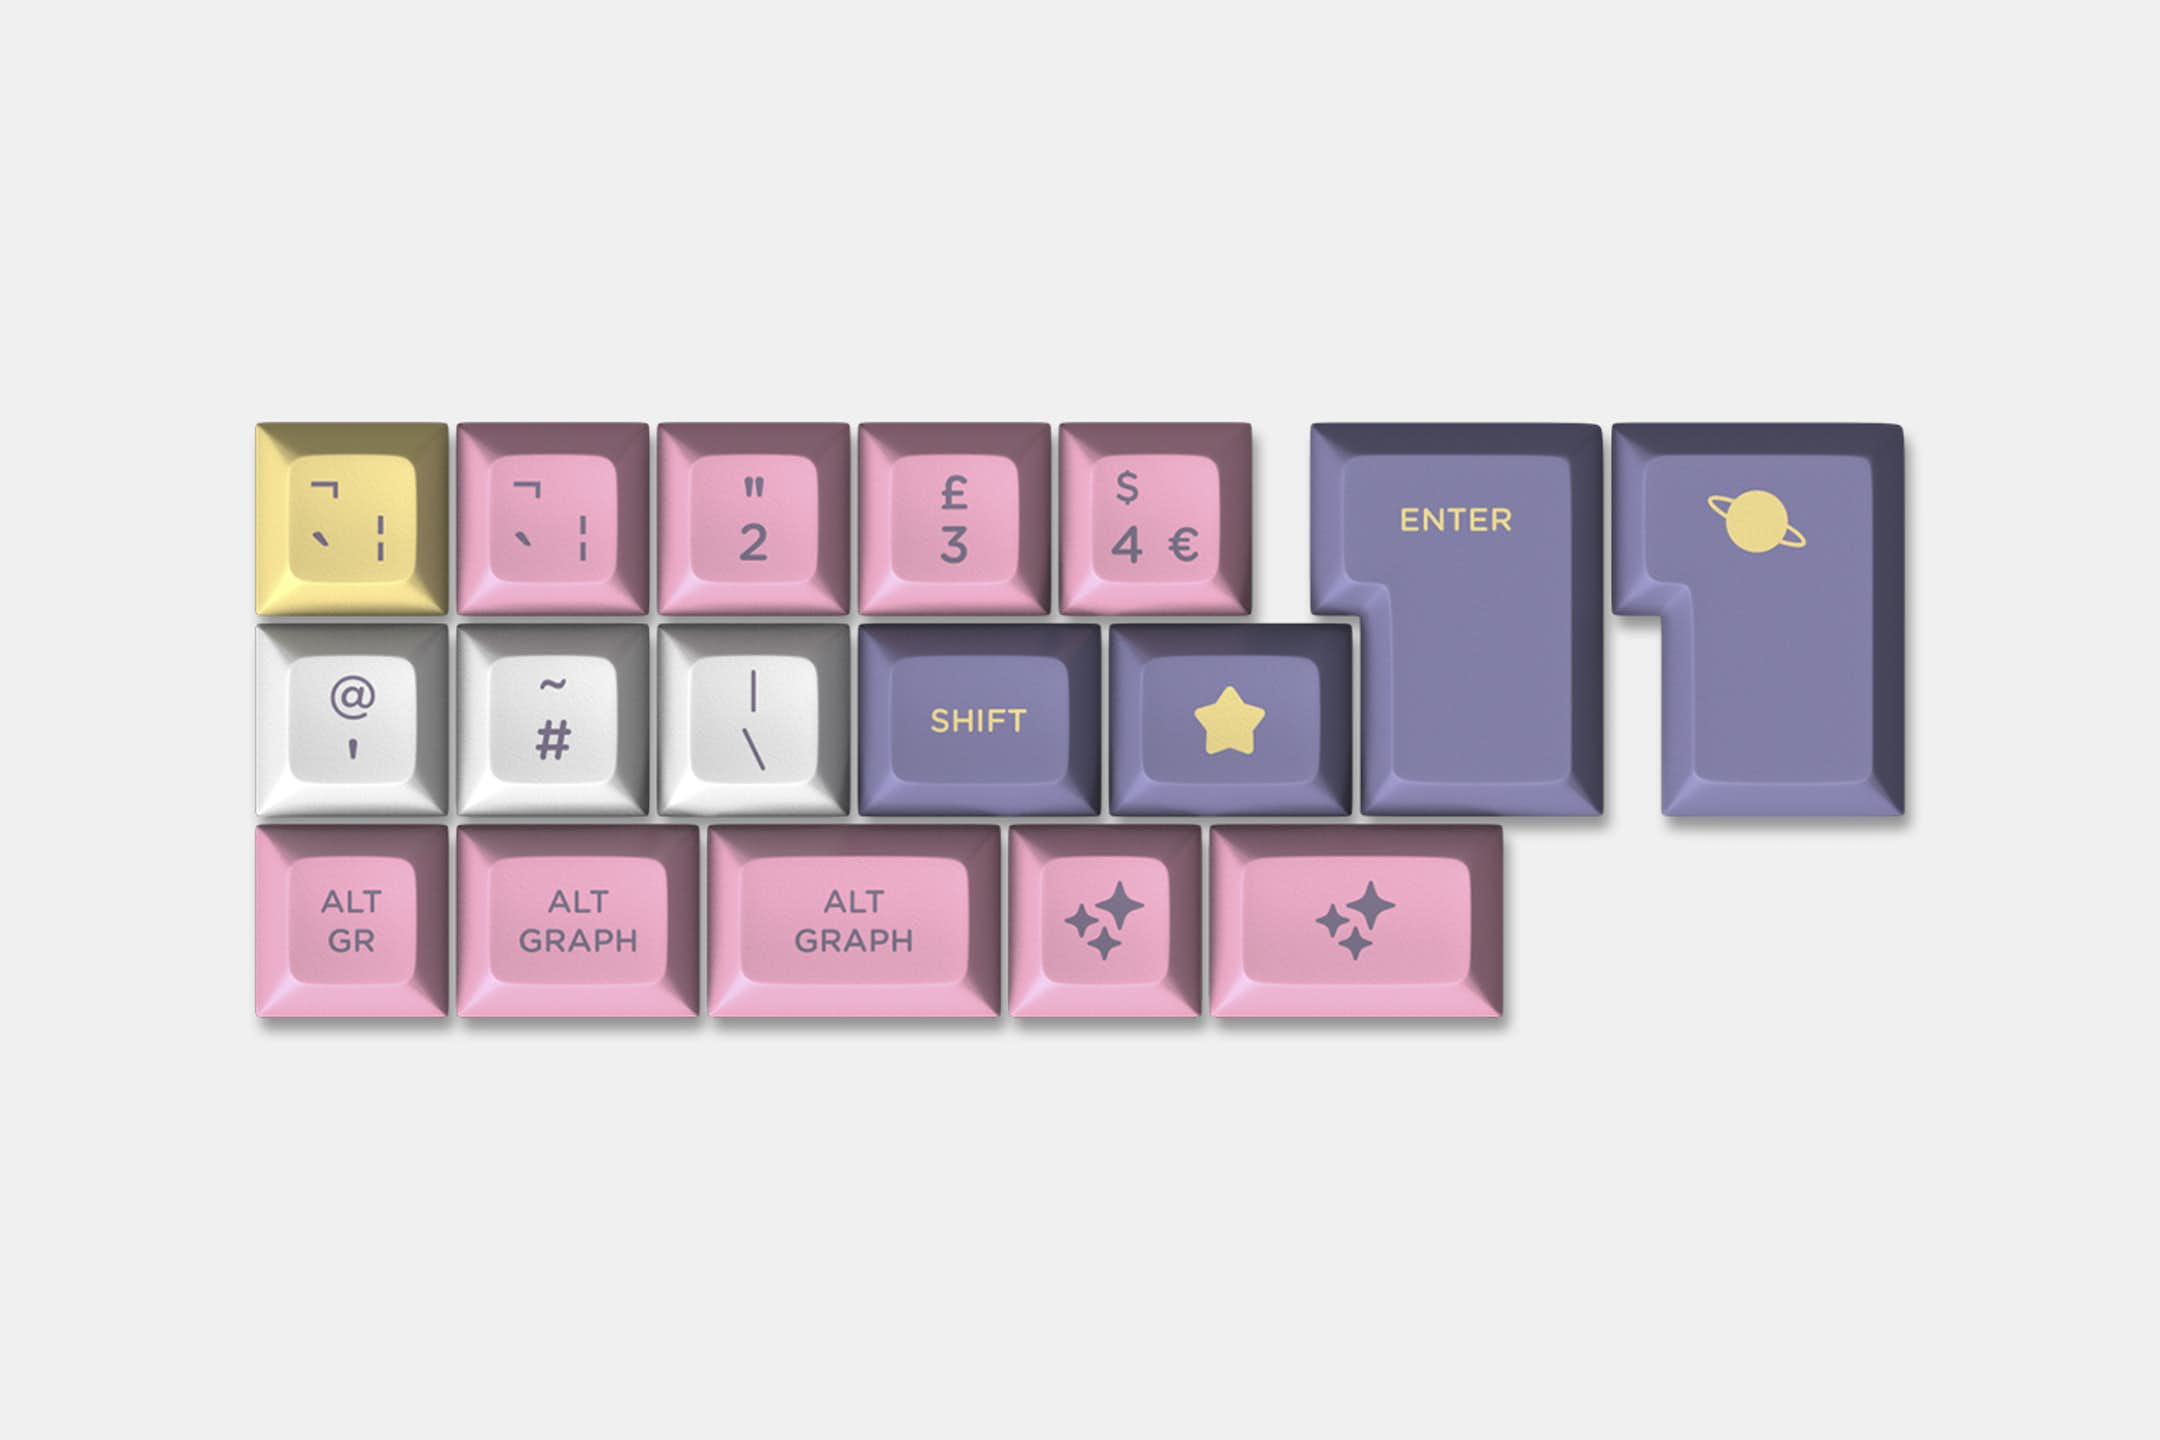 ¬ ¬ " £ $
` ¦ ` ¦ 2 3 4 €
ENTER
@ ~ |
' # \
SHIFT
ALT ALT ALT
GR GRAPH GRAPH